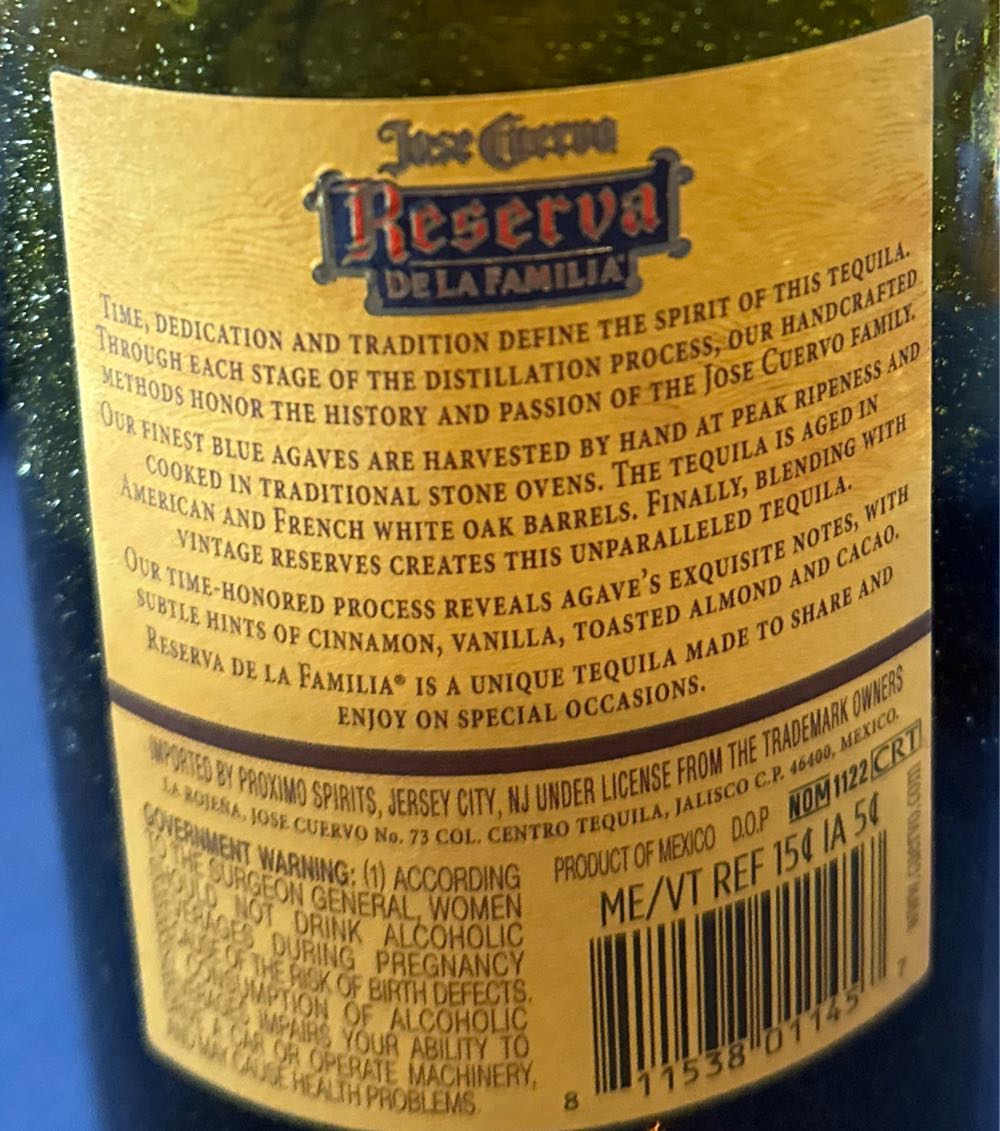 Jose Cuervo
Reserva
DE LA FAMILIA
TIME, DEDICATION AND TRADITION DEFINE THE SPIRIT OF THIS TEQUILA.
THROUGH EACH STAGE OF THE DISTILLATION PROCESS, OUR HANDCRAFTED
METHODS HONOR THE HISTORY AND PASSION OF THE JOSE CUERVO FAMILY.
OUR FINEST BLUE AGAVES ARE HARVESTED BY HAND AT PEAK RIPENESS AND
COOKED IN TRADITIONAL STONE OVENS. THE TEQUILA IS AGED IN
AMERICAN AND FRENCH WHITE OAK BARRELS. FINALLY, BLENDING WITH
VINTAGE RESERVES CREATES THIS UNPARALLELED TEQUILA.
OUR TIME-HONORED PROCESS REVEALS AGAVE'S EXQUISITE NOTES, WITH
SUBTLE HINTS OF CINNAMON, VANILLA, TOASTED ALMOND AND CACAO.
RESERVA DE LA FAMILIA® IS A UNIQUE TEQUILA MADE TO SHARE AND
ENJOY ON SPECIAL OCCASIONS.
IMPORTED BY PROXIMO SPIRITS, JERSEY CITY, NJ UNDER LICENSE FROM THE TRADEMARK OWNERS
LA ROJEÑA, JOSE CUERVO No. 73 COL. CENTRO TEQUILA, JALISCO C.P. 46400, MEXICO.
GOVERNMENT WARNING: (1) ACCORDING
TO THE SURGEON GENERAL, WOMEN
SHOULD NOT DRINK ALCOHOLIC
BEVERAGES DURING PREGNANCY
BECAUSE OF THE RISK OF BIRTH DEFECTS.
(2) CONSUMPTION OF ALCOHOLIC
BEVERAGES IMPAIRS YOUR ABILITY TO
DRIVE A CAR OR OPERATE MACHINERY,
AND MAY CAUSE HEALTH PROBLEMS.
PRODUCT OF MEXICO D.O.P NOM 1122 CRT
ME/VT REF 15¢ IA 5¢
8 11538 01145 7
WWW.CUERVO.COM